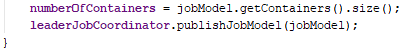 numberOfContainers = jobModel.getContainers().size();
leaderJobCoordinator.publishJobModel(jobModel);
}